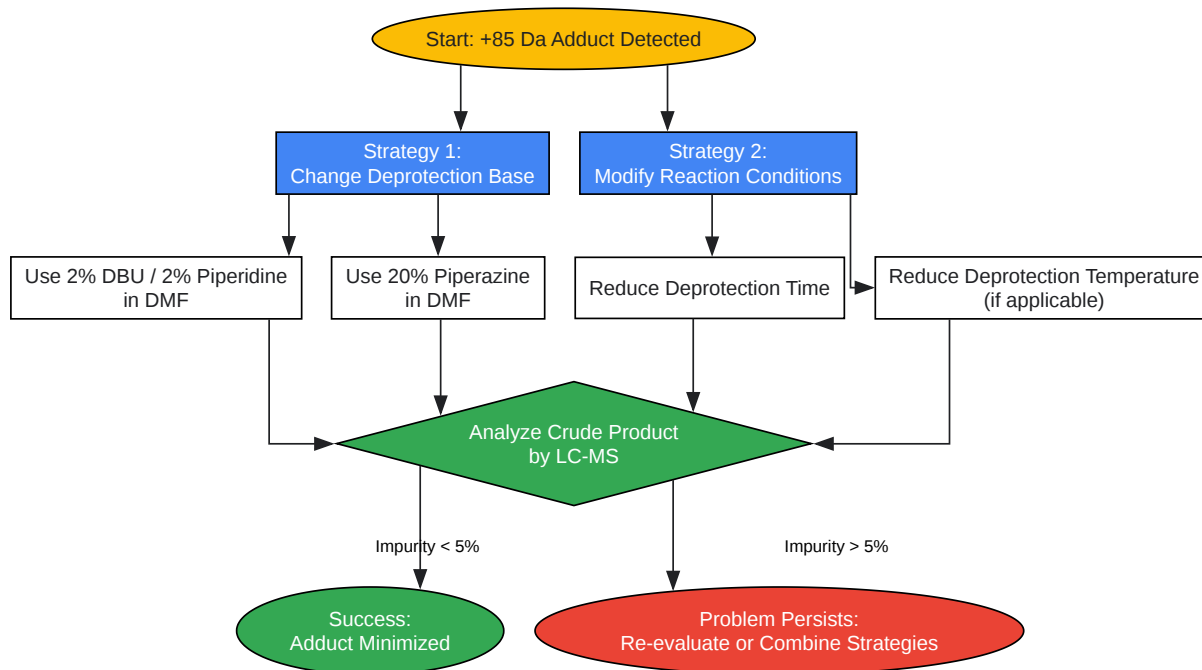 Start: +85 Da Adduct Detected
Strategy 1:
Change Deprotection Base
Strategy 2:
Modify Reaction Conditions
Use 2% DBU / 2% Piperidine
in DMF
Use 20% Piperazine
in DMF
Reduce Deprotection Time
Reduce Deprotection Temperature
(if applicable)
Analyze Crude Product
by LC-MS
Impurity < 5%
Impurity > 5%
Success:
Adduct Minimized
Problem Persists:
Re-evaluate or Combine Strategies